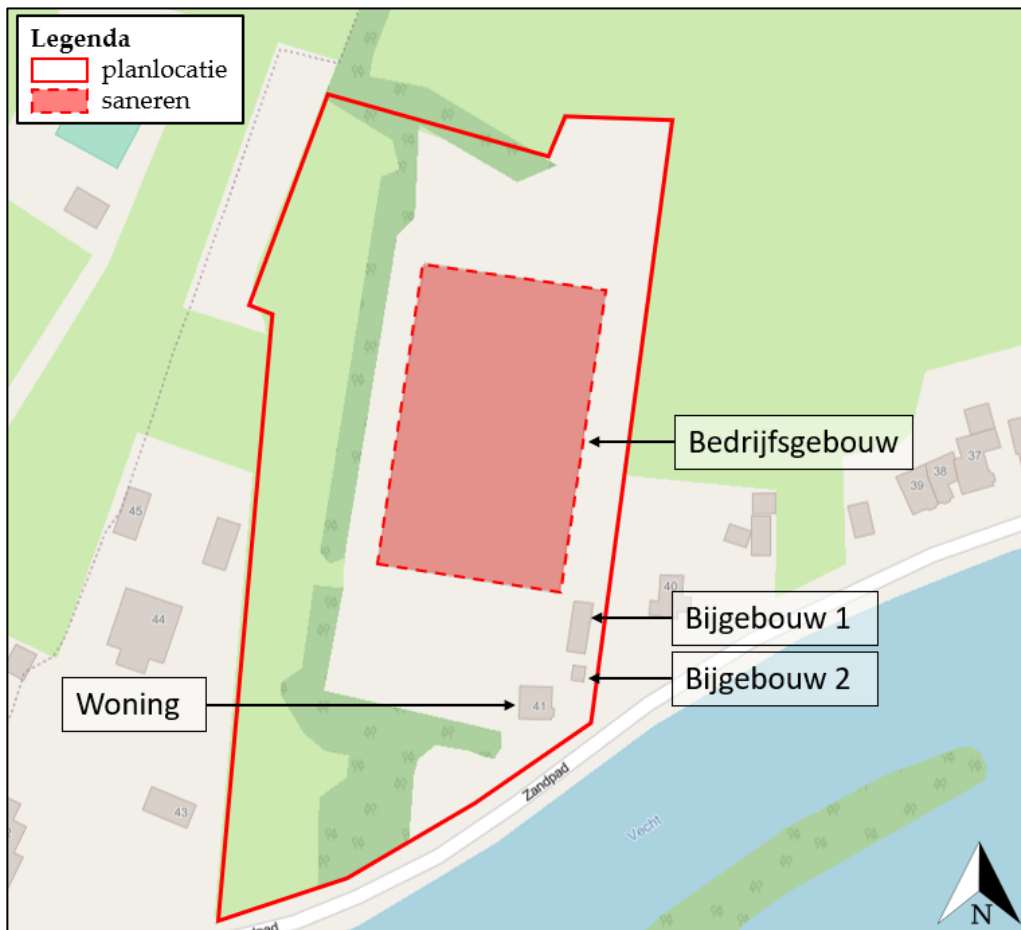 Legenda
planlocatie
saneren
Bedrijfsgebouw
37
38
39
45
40
44
Bijgebouw 1
Bijgebouw 2
Woning
41
Zandpad
43
Vecht
N